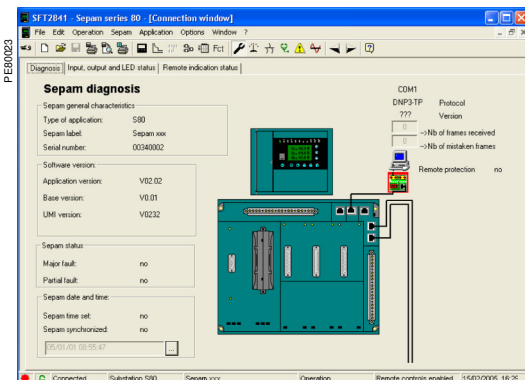 PE80023
SFT2841 - Sepam series 80 - [Connection window]
File Edit Operation Sepam Application Options Window ?
Fct
Diagnosis Input, output and LED status Remote indication status
Sepam diagnosis
Sepam general characteristics
Type of application: S80
Sepam label: Sepam xxx
Serial number: 00340002
Software version:
Application version: V02.02
Base version: V0.01
UMI version: V0232
Sepam status
Major fault: no
Partial fault: no
Sepam date and time:
Sepam time set: no
Sepam synchronized: no
05/01/01 08:55:47 ...
COM1
DNP3-TP Protocol
??? Version
0 -->Nb of frames received
0 -->Nb of mistaken frames
Remote protection no
C Connected Substation S80 Sepam xxx Operation Remote controls enabled 15/02/2005 16:29